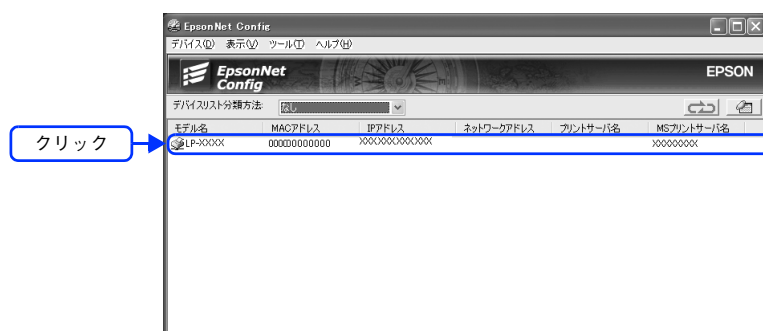 EpsonNet Config
デバイス(D) 表示(V) ツール(T) ヘルプ(H)
EpsonNet
Config
EPSON
デバイスリスト分類方法: なし
モデル名 MACアドレス IPアドレス ネットワークアドレス プリントサーバ名 MSプリントサーバ名
クリック
LP-XXXX 000000000000 XXX.XXX.XXX.XXX XXXXXXXX